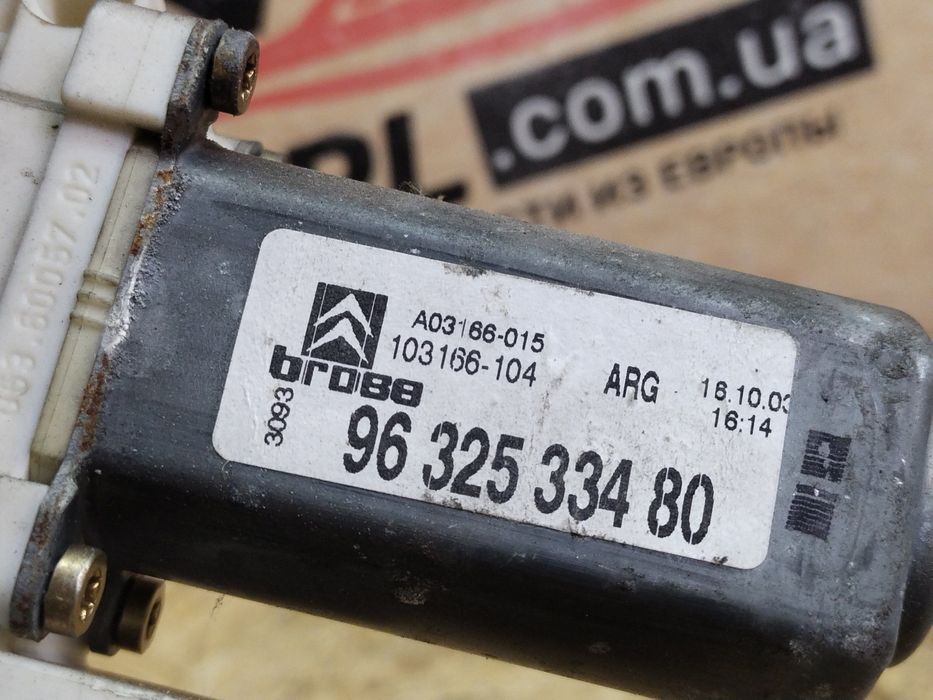 .com.ua
ИЗ ЕВРОПЫ
A03166-015
103166-104
ARG
16.10.03
16:14
brose
3093
96 325 334 80